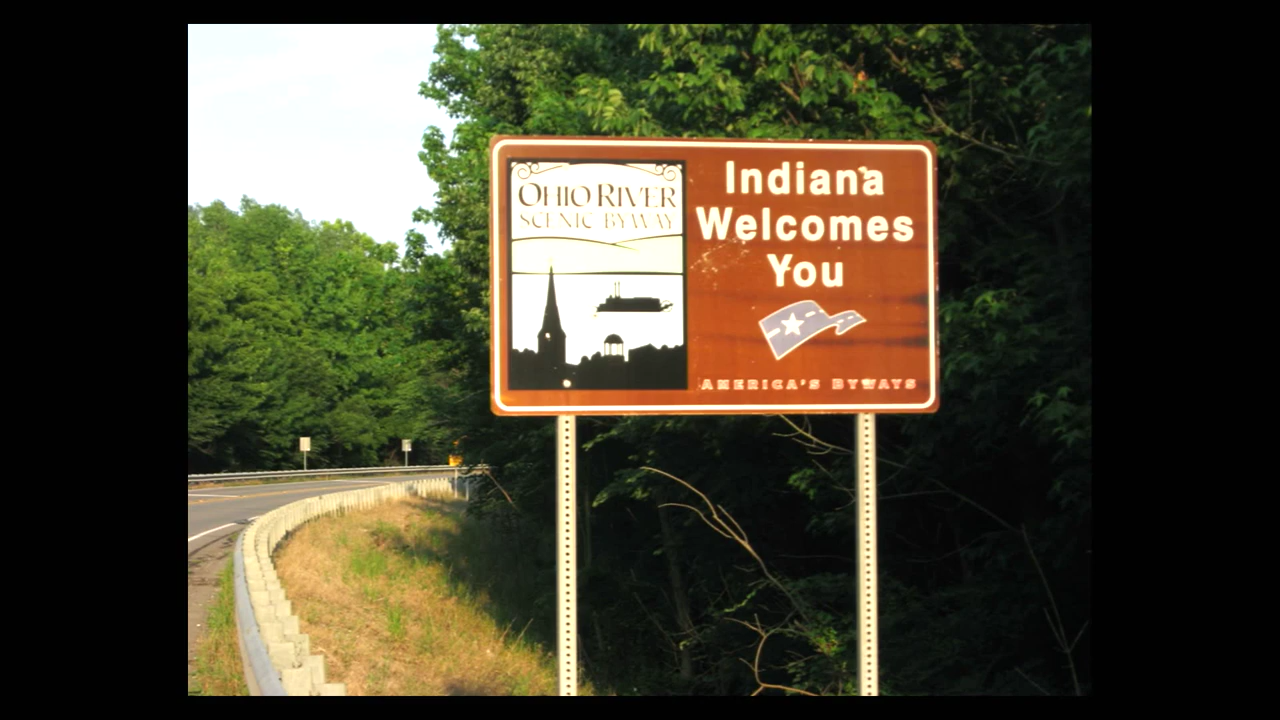 OHIO RIVER
SCENIC BYWAY
Indiana
Welcomes
You
AMERICA'S BYWAYS